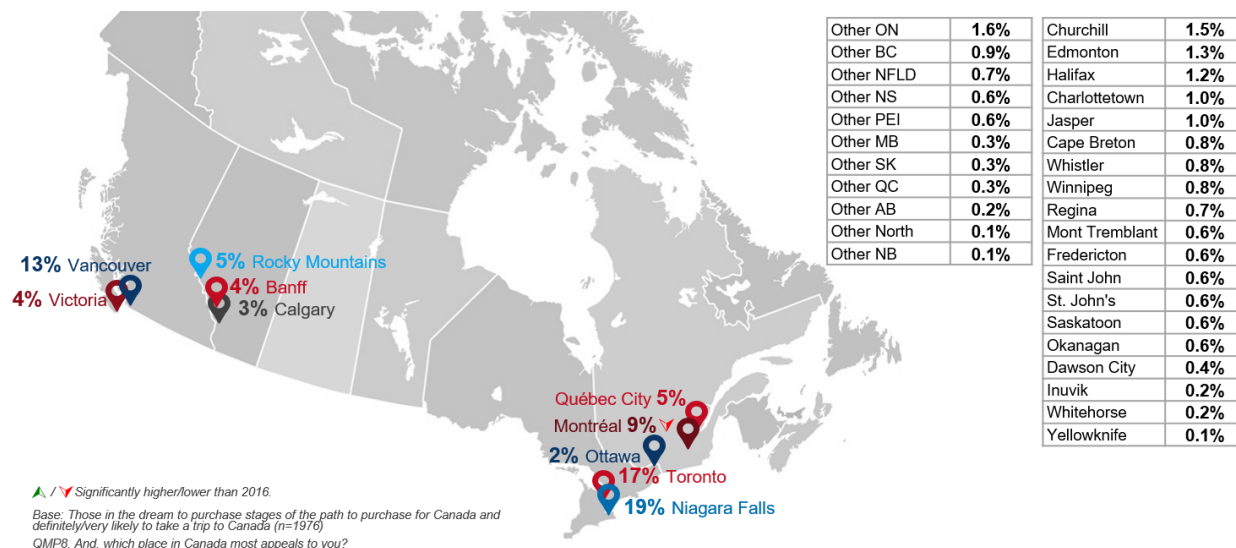 Other ON 1.6%
Other BC 0.9%
Other NFLD 0.7%
Other NS 0.6%
Other PEI 0.6%
Other MB 0.3%
Other SK 0.3%
Other QC 0.3%
Other AB 0.2%
Other North 0.1%
Other NB 0.1%
Churchill 1.5%
Edmonton 1.3%
Halifax 1.2%
Charlottetown 1.0%
Jasper 1.0%
Cape Breton 0.8%
Whistler 0.8%
Winnipeg 0.8%
Regina 0.7%
Mont Tremblant 0.6%
Fredericton 0.6%
Saint John 0.6%
St. John's 0.6%
Saskatoon 0.6%
Okanagan 0.6%
Dawson City 0.4%
Inuvik 0.2%
Whitehorse 0.2%
Yellowknife 0.1%
13% Vancouver
4% Victoria
5% Rocky Mountains
4% Banff
3% Calgary
Québec City 5%
Montréal 9%
2% Ottawa
17% Toronto
19% Niagara Falls
/ Significantly higher/lower than 2016.
Base: Those in the dream to purchase stages of the path to purchase for Canada and
definitely/very likely to take a trip to Canada (n=1976)
QMP8. And, which place in Canada most appeals to you?